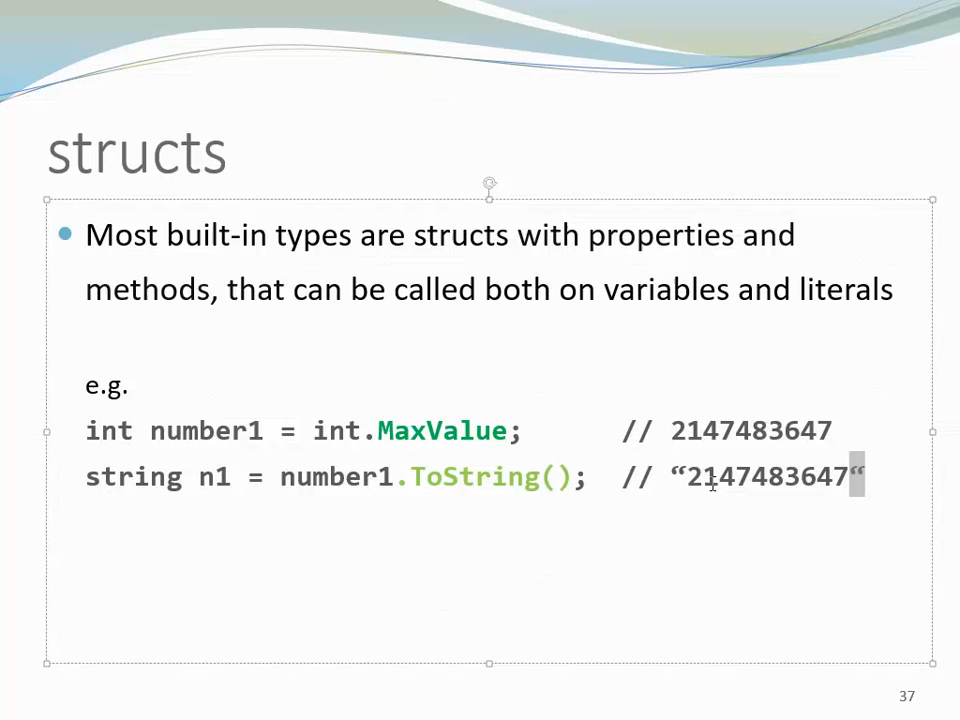 structs
Most built-in types are structs with properties and
methods, that can be called both on variables and literals
e.g.
int number1 = int.MaxValue;      // 2147483647
string n1 = number1.ToString();  // “2147483647“
37